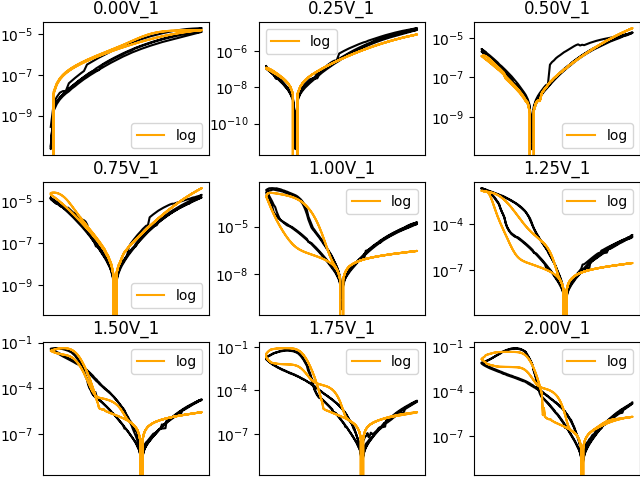 0.00V_1 0.25V_1 0.50V_1
10⁻⁵ 10⁻⁷ 10⁻⁹ log
10⁻⁶ 10⁻⁸ 10⁻¹⁰ log
10⁻⁵ 10⁻⁷ 10⁻⁹ log
0.75V_1 1.00V_1 1.25V_1
10⁻⁵ 10⁻⁷ 10⁻⁹ log
10⁻⁵ 10⁻⁸ log
10⁻⁴ 10⁻⁷ log
1.50V_1 1.75V_1 2.00V_1
10⁻¹ 10⁻⁴ 10⁻⁷ log
10⁻¹ 10⁻⁴ 10⁻⁷ log
10⁻¹ 10⁻⁴ 10⁻⁷ log